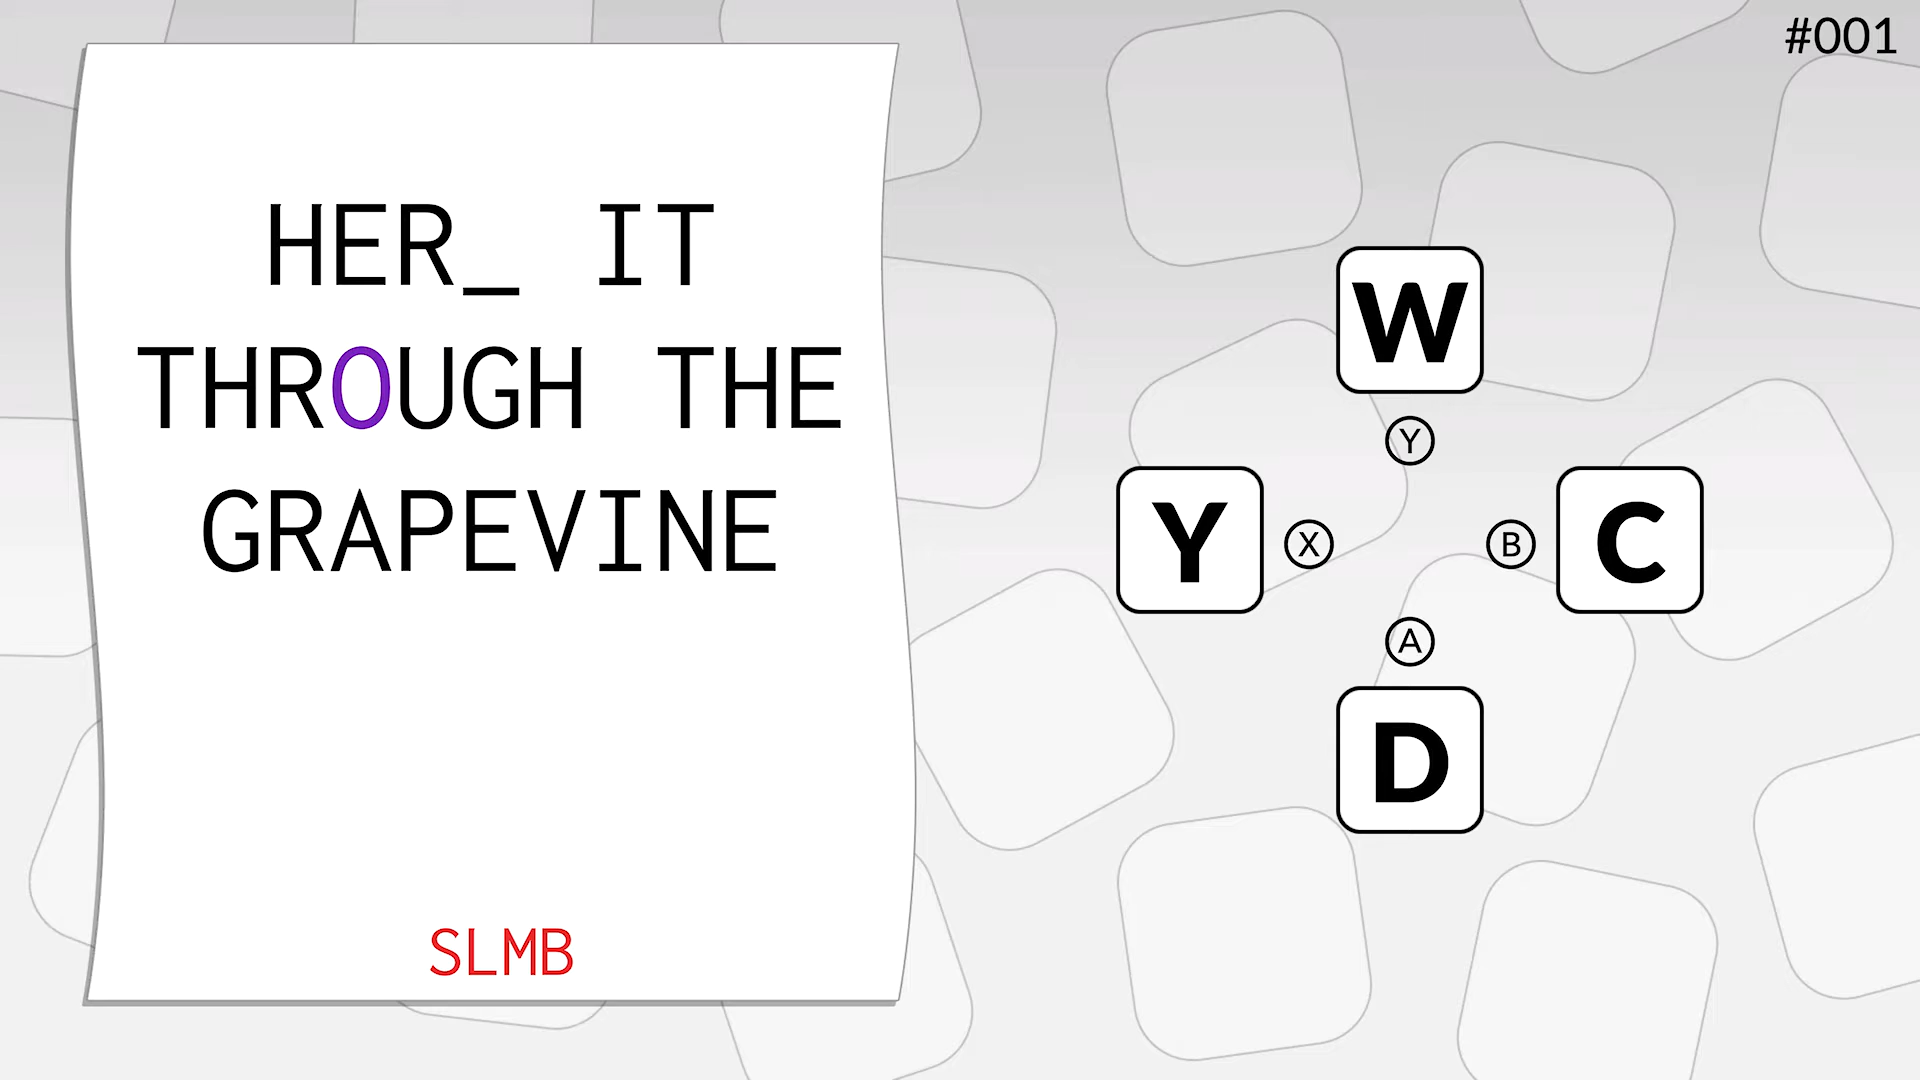 #001
HER_ IT
THROUGH THE
GRAPEVINE
SLMB
W
Y
Y
X
B
C
A
D